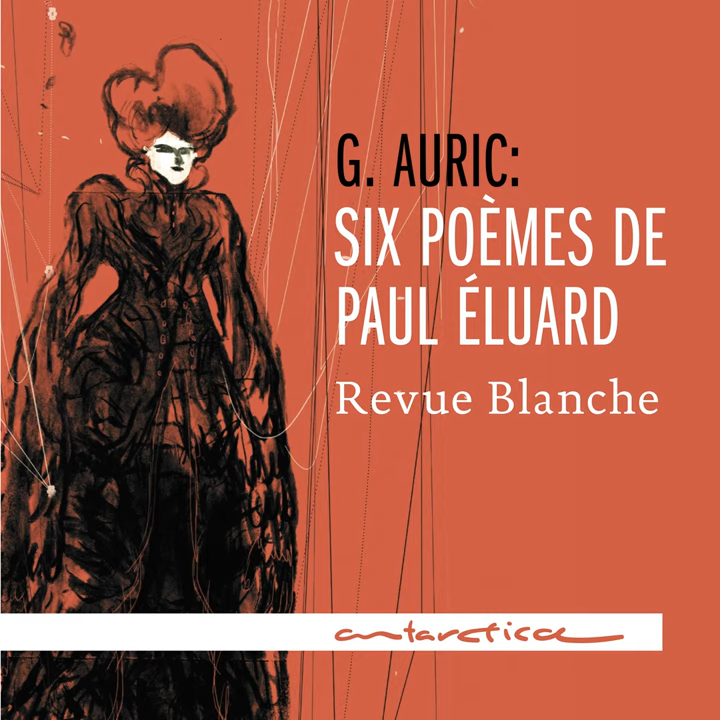 G. AURIC:
SIX POÈMES DE
PAUL ÉLUARD
Revue Blanche
antarctica